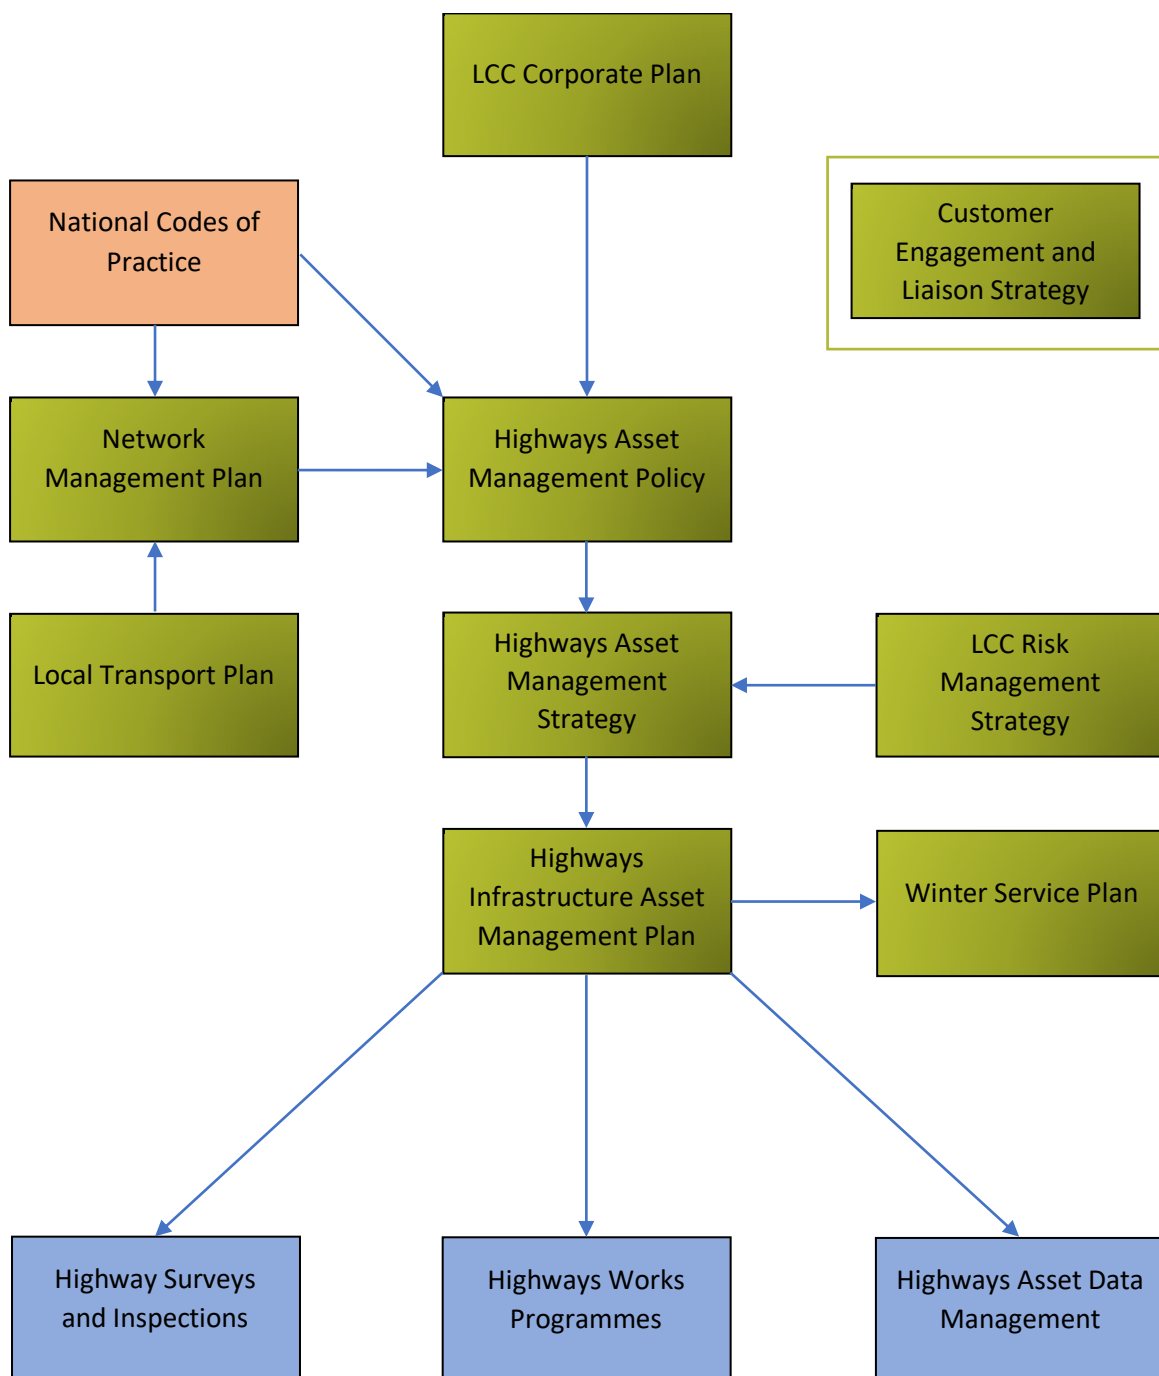 LCC Corporate Plan
National Codes of
Practice
Customer
Engagement and
Liaison Strategy
Network
Management Plan
Highways Asset
Management Policy
Local Transport Plan
Highways Asset
Management
Strategy
LCC Risk
Management
Strategy
Highways
Infrastructure Asset
Management Plan
Winter Service Plan
Highway Surveys
and Inspections
Highways Works
Programmes
Highways Asset Data
Management